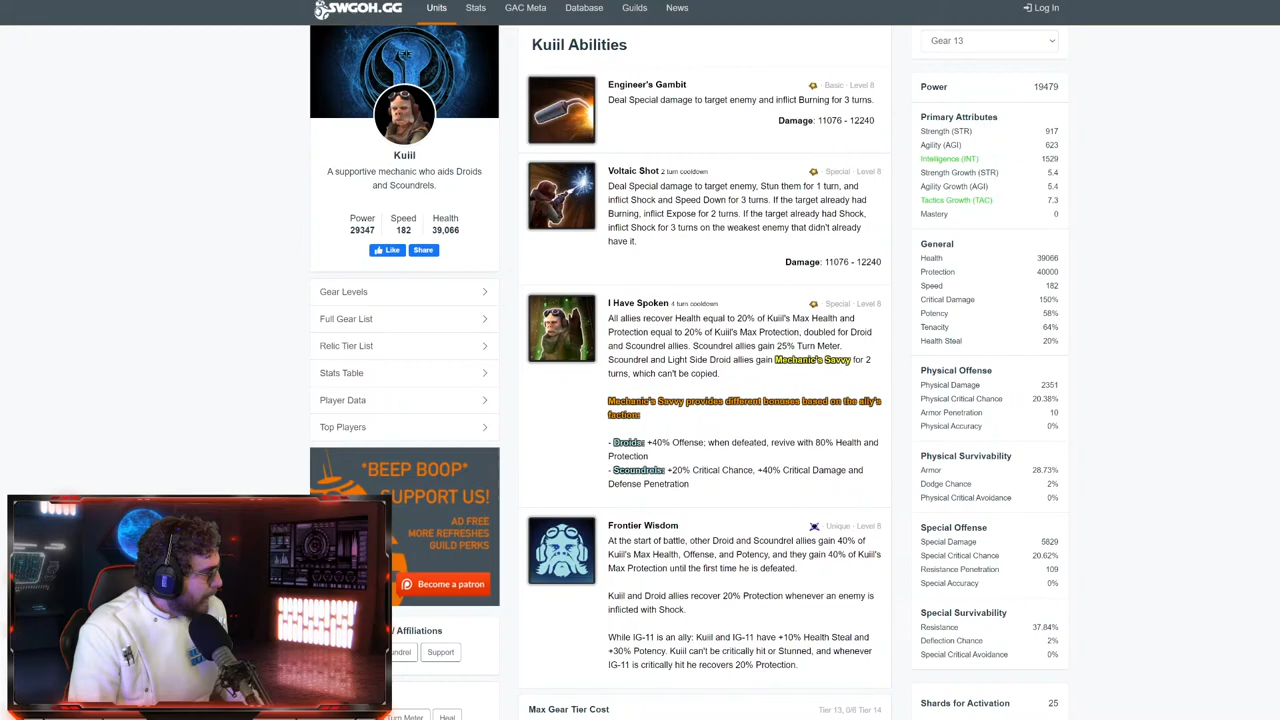 SWGOH.GG
Units
Stats
GAC Meta
Database
Guilds
News
Log In
Kuiil
A supportive mechanic who aids Droids
and Scoundrels.
Power Speed Health
29347 182 39,066
Like Share
Gear Levels
Full Gear List
Relic Tier List
Stats Table
Player Data
Top Players
*BEEP BOOP*
SUPPORT US!
AD FREE
MORE REFRESHES
GUILD PERKS
Become a patron
/ Affiliations
undrel
Support
Turn Meter
Heal
Kuiil Abilities
Engineer's Gambit
Basic · Level 8
Deal Special damage to target enemy and inflict Burning for 3 turns.
Damage: 11076 - 12240
Voltaic Shot 2 turn cooldown
Special · Level 8
Deal Special damage to target enemy, Stun them for 1 turn, and
inflict Shock and Speed Down for 3 turns. If the target already had
Burning, inflict Expose for 2 turns. If the target already had Shock,
inflict Shock for 3 turns on the weakest enemy that didn't already
have it.
Damage: 11076 - 12240
I Have Spoken 4 turn cooldown
Special · Level 8
All allies recover Health equal to 20% of Kuiil's Max Health and
Protection equal to 20% of Kuiil's Max Protection, doubled for Droid
and Scoundrel allies. Scoundrel allies gain 25% Turn Meter.
Scoundrel and Light Side Droid allies gain Mechanic's Savvy for 2
turns, which can't be copied.
Mechanic's Savvy provides different bonuses based on the ally's
faction:
- Droids: +40% Offense; when defeated, revive with 80% Health and
Protection
- Scoundrels: +20% Critical Chance, +40% Critical Damage and
Defense Penetration
Frontier Wisdom
Unique · Level 8
At the start of battle, other Droid and Scoundrel allies gain 40% of
Kuiil's Max Health, Offense, and Potency, and they gain 40% of Kuiil's
Max Protection until the first time he is defeated.
Kuiil and Droid allies recover 20% Protection whenever an enemy is
inflicted with Shock.
While IG-11 is an ally: Kuiil and IG-11 have +10% Health Steal and
+30% Potency. Kuiil can't be critically hit or Stunned, and whenever
IG-11 is critically hit he recovers 20% Protection.
Max Gear Tier Cost
Tier 13, 0/6 Tier 14
Gear 13
Power 19479
Primary Attributes
Strength (STR) 917
Agility (AGI) 623
Intelligence (INT) 1529
Strength Growth (STR) 5.4
Agility Growth (AGI) 5.4
Tactics Growth (TAC) 7.3
Mastery 0
General
Health 39066
Protection 40000
Speed 182
Critical Damage 150%
Potency 58%
Tenacity 64%
Health Steal 20%
Physical Offense
Physical Damage 2351
Physical Critical Chance 20.38%
Armor Penetration 10
Physical Accuracy 0%
Physical Survivability
Armor 28.73%
Dodge Chance 2%
Physical Critical Avoidance 0%
Special Offense
Special Damage 5829
Special Critical Chance 20.62%
Resistance Penetration 109
Special Accuracy 0%
Special Survivability
Resistance 37.84%
Deflection Chance 2%
Special Critical Avoidance 0%
Shards for Activation 25